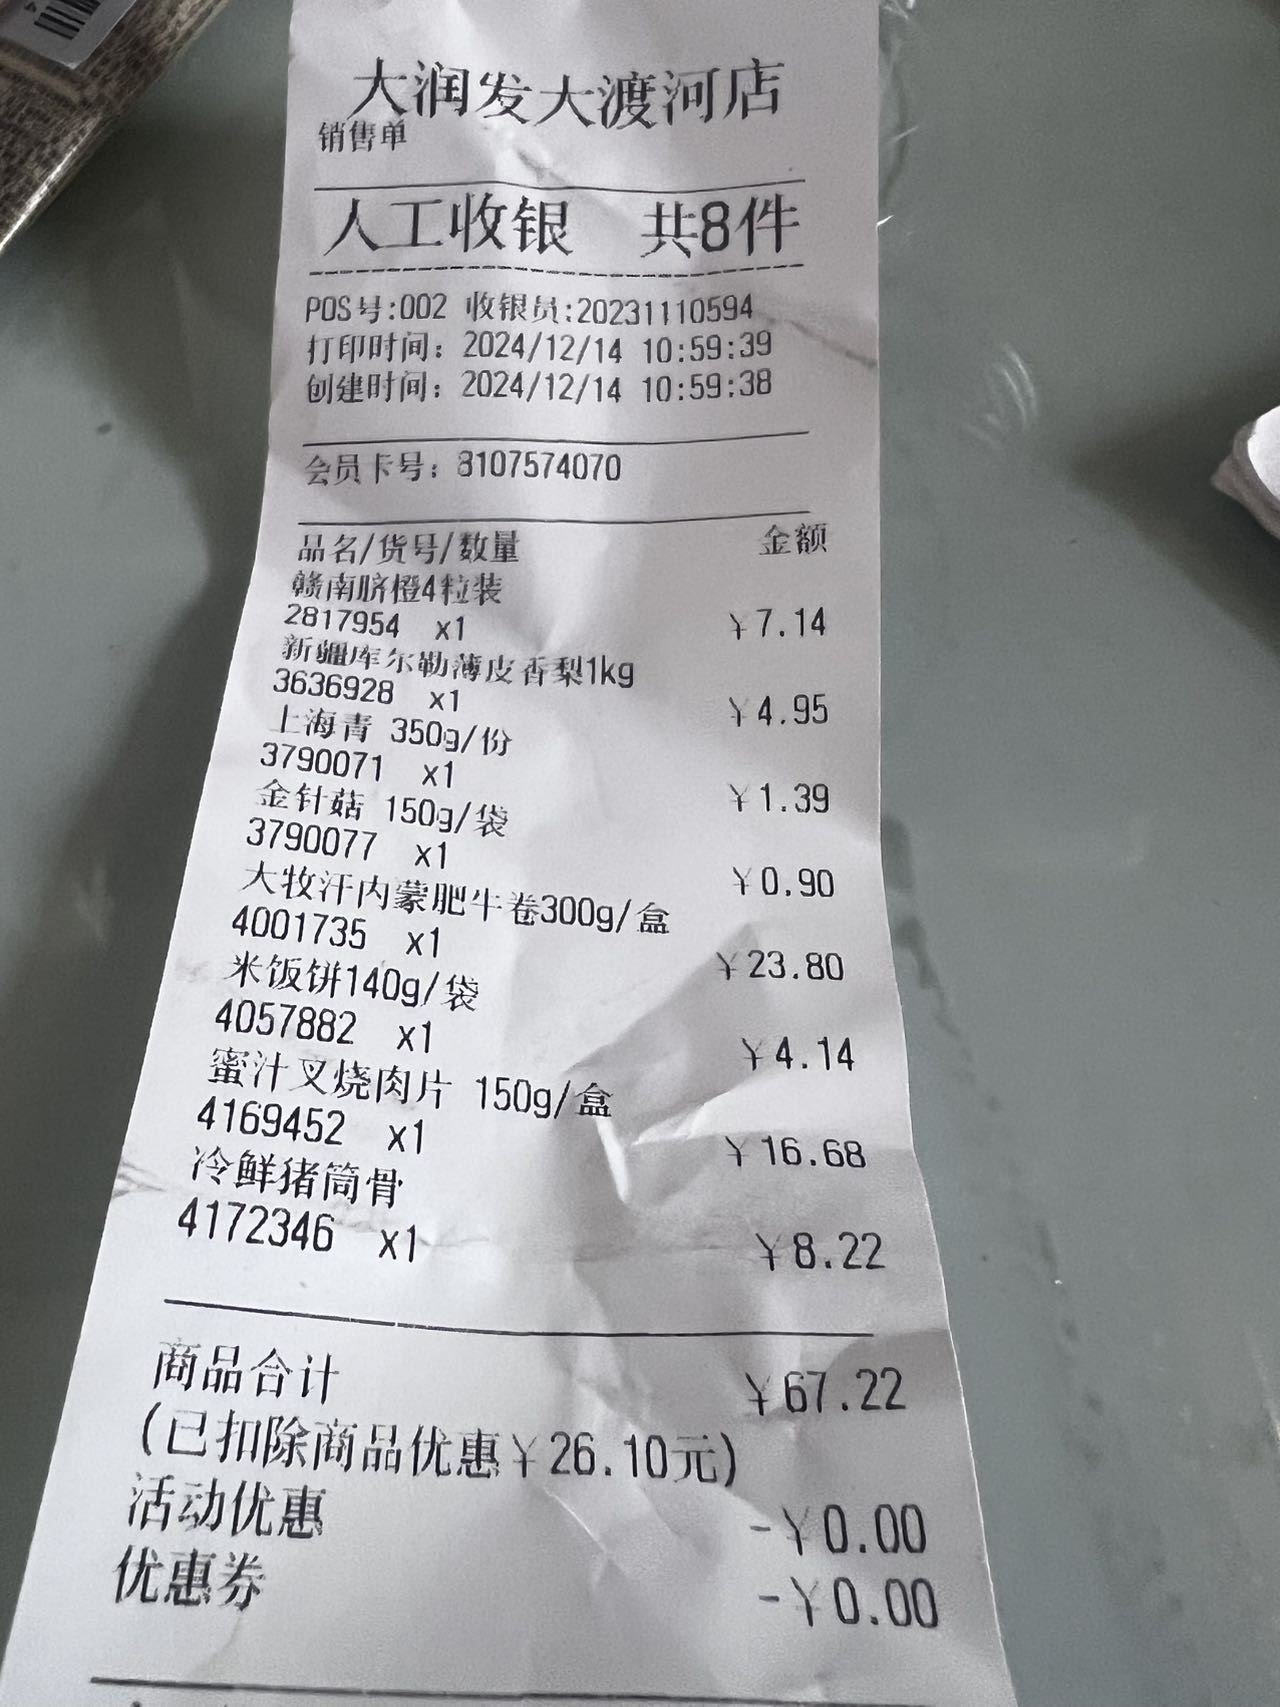 大润发大渡河店
销售单
人工收银 共8件
POS号:002 收银员:20231110594
打印时间: 2024/12/14 10:59:39
创建时间: 2024/12/14 10:59:38
会员卡号: 8107574070
品名/货号/数量 金额
赣南脐橙4粒装
2817954 x1 ¥7.14
新疆库尔勒薄皮香梨1kg
3636928 x1 ¥4.95
上海青 350g/份
3790071 x1 ¥1.39
金针菇 150g/袋
3790077 x1 ¥0.90
大牧汗内蒙肥牛卷300g/盒
4001735 x1 ¥23.80
米饭饼140g/袋
4057882 x1 ¥4.14
蜜汁叉烧肉片 150g/盒
4169452 x1 ¥16.68
冷鲜猪筒骨
4172346 x1 ¥8.22
商品合计 ¥67.22
(已扣除商品优惠¥26.10元)
活动优惠 -¥0.00
优惠券 -¥0.00